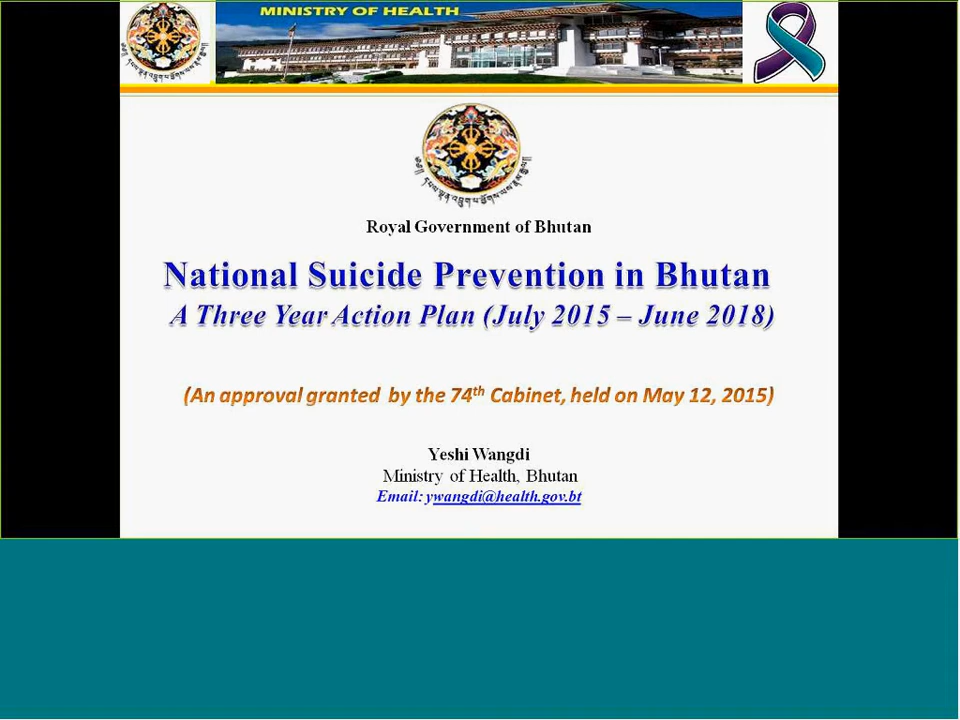 MINISTRY OF HEALTH
Royal Government of Bhutan
National Suicide Prevention in Bhutan
A Three Year Action Plan (July 2015 – June 2018)
(An approval granted by the 74th Cabinet, held on May 12, 2015)
Yeshi Wangdi
Ministry of Health, Bhutan
Email: ywangdi@health.gov.bt